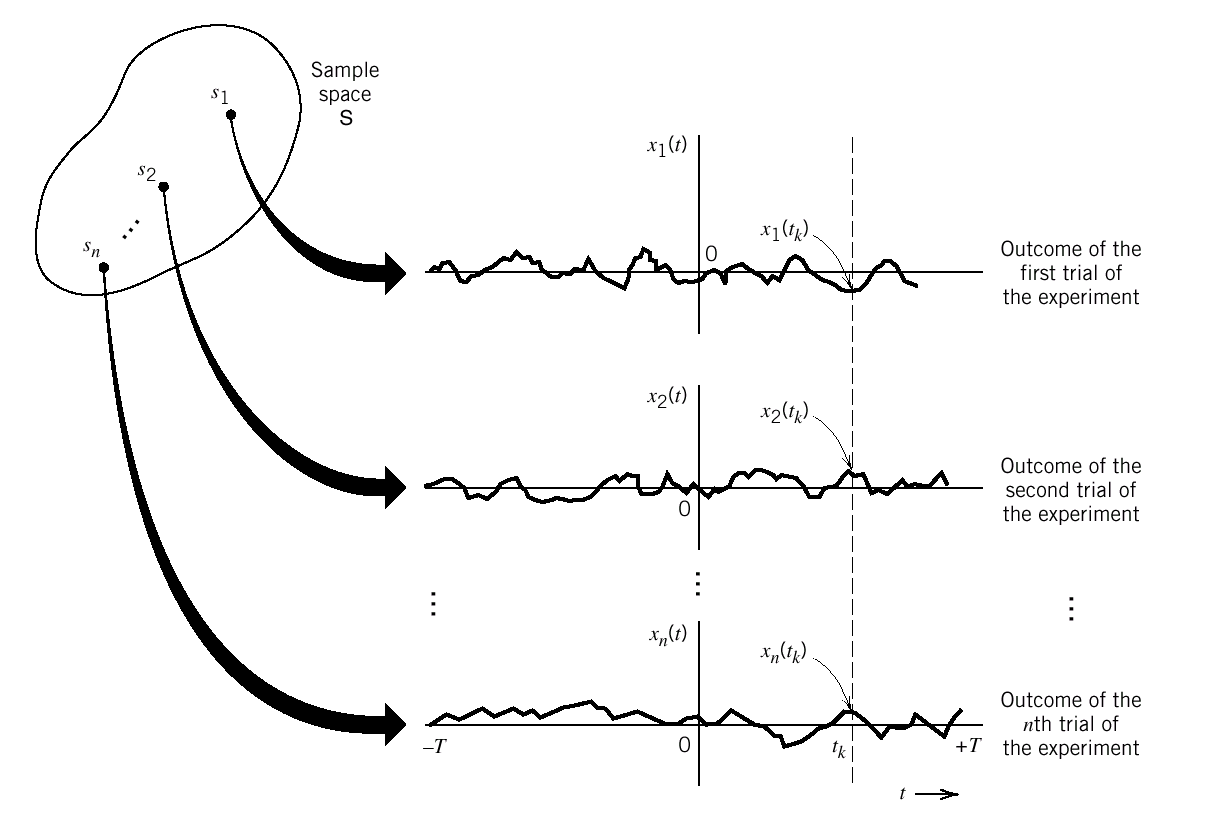 Sample
space
S
s1
s2
sn
x1(t)
x1(tk)
0
Outcome of the
first trial of
the experiment
x2(t)
x2(tk)
0
Outcome of the
second trial of
the experiment
xn(t)
xn(tk)
0
–T
tk
+T
Outcome of the
nth trial of
the experiment
t